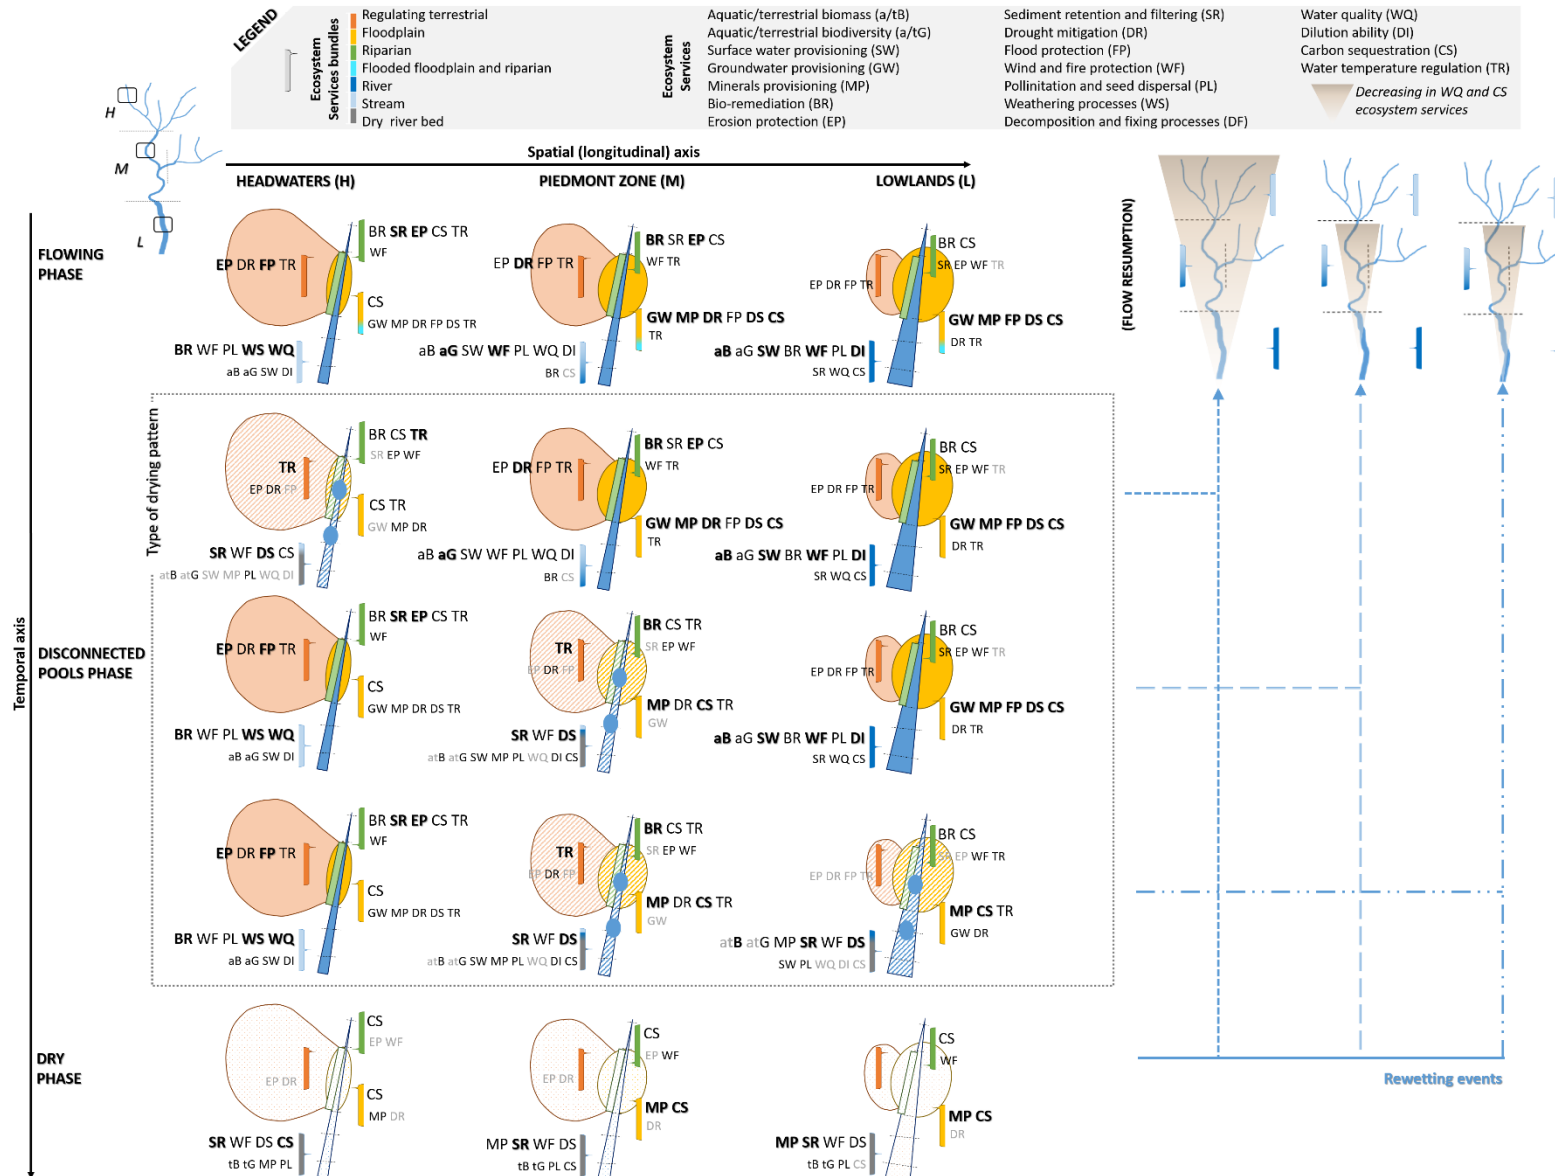 LEGEND
Ecosystem Services bundles
Regulating terrestrial
Floodplain
Riparian
Flooded floodplain and riparian
River
Stream
Dry river bed
Ecosystem Services
Aquatic/terrestrial biomass (a/tB)
Aquatic/terrestrial biodiversity (a/tG)
Surface water provisioning (SW)
Groundwater provisioning (GW)
Minerals provisioning (MP)
Bio-remediation (BR)
Erosion protection (EP)
Sediment retention and filtering (SR)
Drought mitigation (DR)
Flood protection (FP)
Wind and fire protection (WF)
Pollinitation and seed dispersal (PL)
Weathering processes (WS)
Decomposition and fixing processes (DF)
Water quality (WQ)
Dilution ability (DI)
Carbon sequestration (CS)
Water temperature regulation (TR)
Decreasing in WQ and CS
ecosystem services
H
M
L
Spatial (longitudinal) axis
HEADWATERS (H)
PIEDMONT ZONE (M)
LOWLANDS (L)
Temporal axis
FLOWING
PHASE
BR SR EP CS TR
WF
EP DR FP TR
CS
GW MP DR FP DS TR
BR WF PL WS WQ
aB aG SW DI
BR SR EP CS
WF TR
EP DR FP TR
GW MP DR FP DS CS
TR
aB aG SW WF PL WQ DI
BR CS
BR CS
SR EP WF TR
EP DR FP TR
GW MP FP DS CS
DR TR
aB aG SW BR WF PL DI
SR WQ CS
(FLOW RESUMPTION)
Type of drying pattern
DISCONNECTED
POOLS PHASE
BR CS TR
SR EP WF
TR
EP DR FP
CS TR
GW MP DR
SR WF DS CS
atB atG SW MP PL WQ DI
BR SR EP CS
WF TR
EP DR FP TR
GW MP DR FP DS CS
TR
aB aG SW WF PL WQ DI
BR CS
BR CS
SR EP WF TR
EP DR FP TR
GW MP FP DS CS
DR TR
aB aG SW BR WF PL DI
SR WQ CS
BR SR EP CS TR
WF
EP DR FP TR
CS
GW MP DR DS TR
BR WF PL WS WQ
aB aG SW DI
BR CS TR
SR EP WF
TR
EP DR FP
MP DR CS TR
GW
SR WF DS
atB atG SW MP PL WQ DI CS
BR CS
SR EP WF TR
EP DR FP TR
GW MP FP DS CS
DR TR
aB aG SW BR WF PL DI
SR WQ CS
BR SR EP CS TR
WF
EP DR FP TR
CS
GW MP DR DS TR
BR WF PL WS WQ
aB aG SW DI
BR CS TR
SR EP WF
TR
EP DR FP
MP DR CS TR
GW
SR WF DS
atB atG SW MP PL WQ DI CS
BR CS
SR EP WF TR
EP DR FP TR
MP CS TR
GW DR
atB atG MP SR WF DS
SW PL WQ DI CS
DRY
PHASE
CS
EP WF
EP DR
CS
MP DR
SR WF DS CS
tB tG MP PL
CS
EP WF
EP DR
MP CS
DR
MP SR WF DS
tB tG PL CS
CS
WF
MP CS
DR
MP SR WF DS
tB tG PL CS
Rewetting events